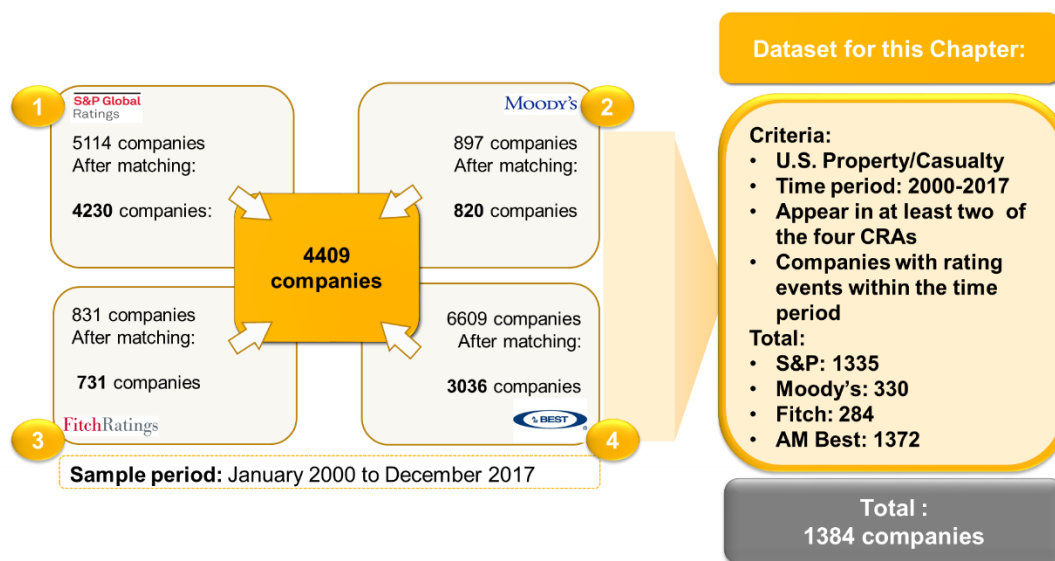 1
S&P Global
Ratings
5114 companies
After matching:
4230 companies:
MOODY'S
2
897 companies
After matching:
820 companies
4409
companies
831 companies
After matching:
731 companies
FitchRatings
3
6609 companies
After matching:
3036 companies
BEST
4
Sample period: January 2000 to December 2017
Dataset for this Chapter:
Criteria:
• U.S. Property/Casualty
• Time period: 2000-2017
• Appear in at least two of
the four CRAs
• Companies with rating
events within the time
period
Total:
• S&P: 1335
• Moody's: 330
• Fitch: 284
• AM Best: 1372
Total :
1384 companies